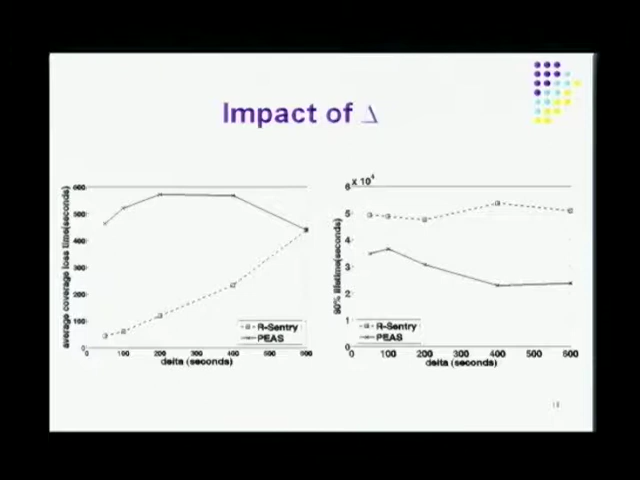 Impact of Δ
average coverage loss time(seconds)
600
500
400
300
200
100
0
0 100 200 300 400 500 600
delta (seconds)
R-Sentry
PEAS
x 10⁴
90% lifetime(seconds)
6
5
4
3
2
1
0
0 100 200 300 400 500 600
delta (seconds)
R-Sentry
PEAS